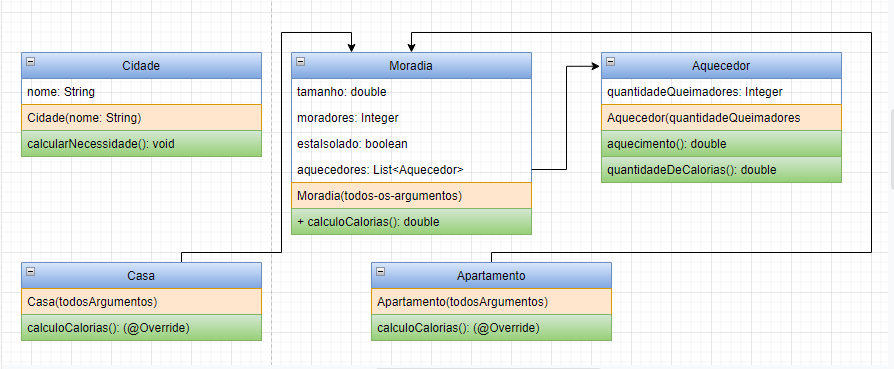 Cidade
nome: String
Cidade(nome: String)
calcularNecessidade(): void
Moradia
tamanho: double
moradores: Integer
estaIsolado: boolean
aquecedores: List<Aquecedor>
Moradia(todos-os-argumentos)
+ calculoCalorias(): double
Aquecedor
quantidadeQueimadores: Integer
Aquecedor(quantidadeQueimadores
aquecimento(): double
quantidadeDeCalorias(): double
Casa
Casa(todosArgumentos)
calculoCalorias(): (@Override)
Apartamento
Apartamento(todosArgumentos)
calculoCalorias(): (@Override)